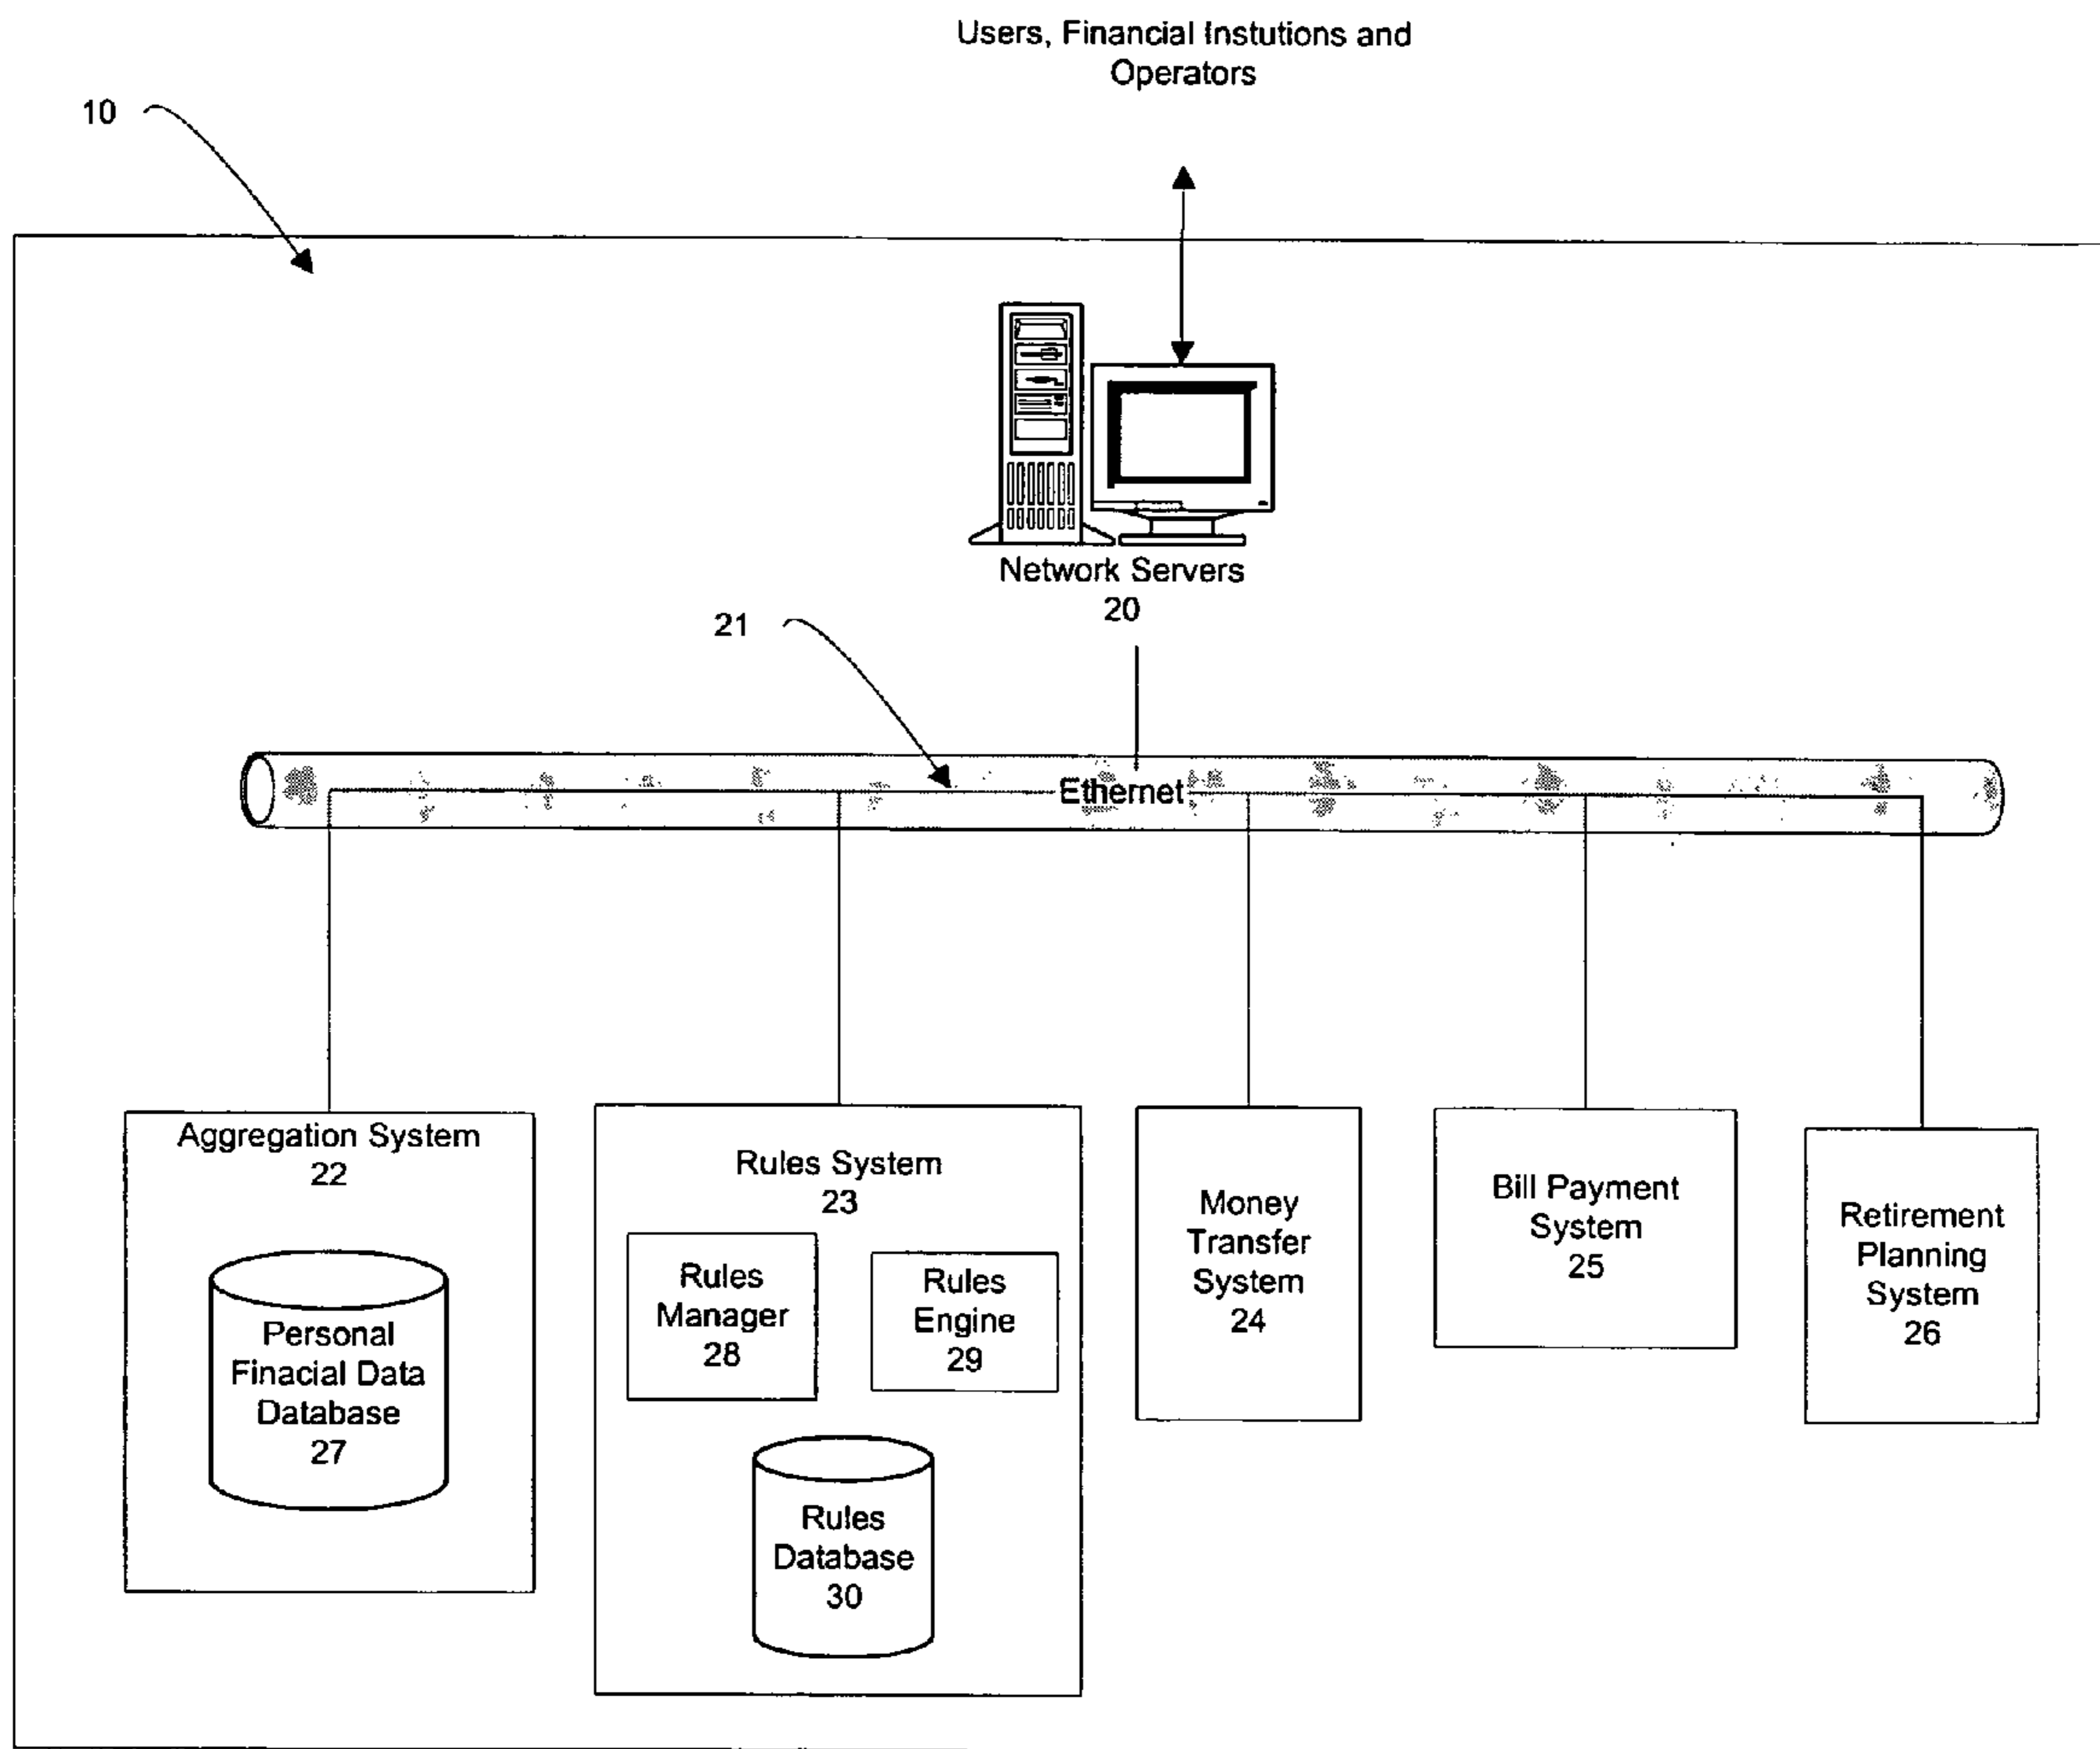 Users, Financial Instutions and
Operators
10
Network Servers
20
21
Ethernet
Aggregation System
22
Personal
Finacial Data
Database
27
Rules System
23
Rules
Manager
28
Rules
Engine
29
Rules
Database
30
Money
Transfer
System
24
Bill Payment
System
25
Retirement
Planning
System
26